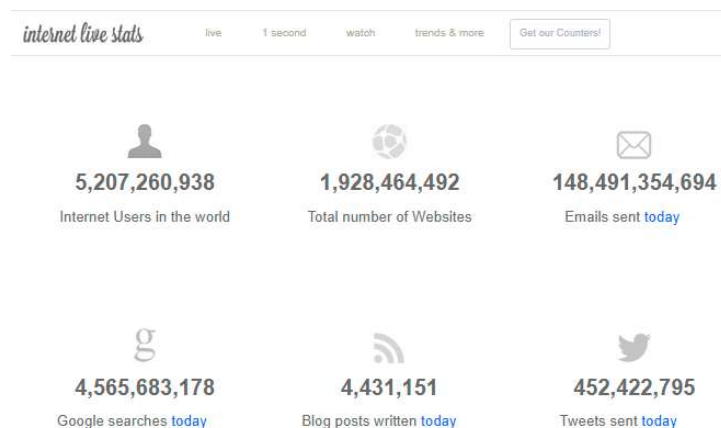 internet live stats live 1 second watch trends & more Get our Counters!
5,207,260,938 1,928,464,492 148,491,354,694
Internet Users in the world Total number of Websites Emails sent today
g
4,565,683,178 4,431,151 452,422,795
Google searches today Blog posts written today Tweets sent today